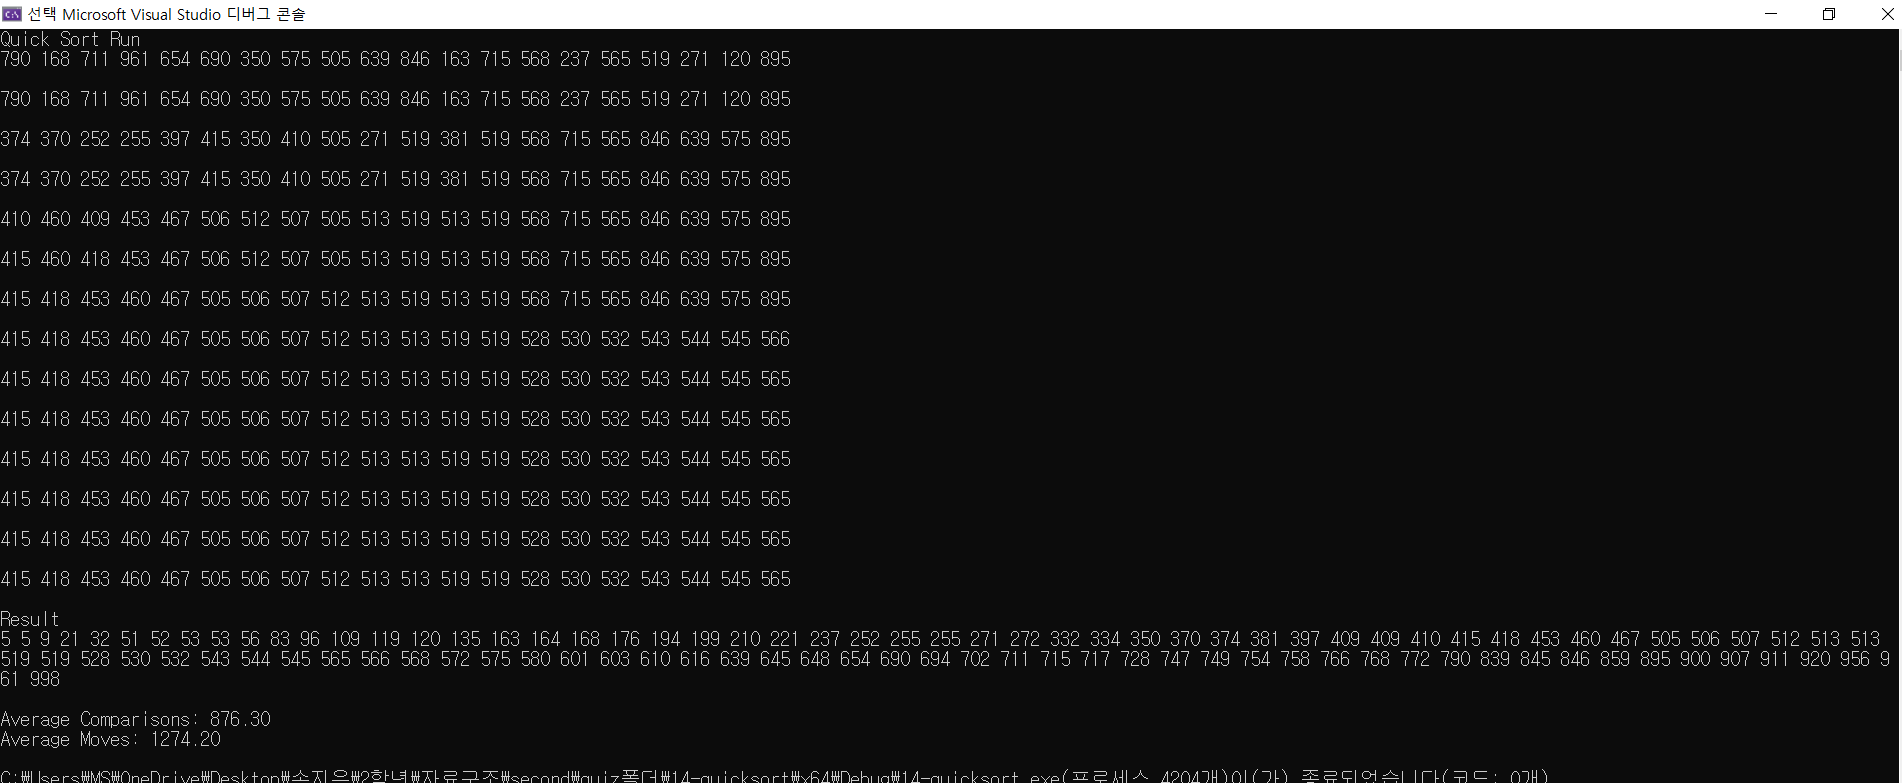 선택 Microsoft Visual Studio 디버그 콘솔
Quick Sort Run
790 168 711 961 654 690 350 575 505 639 846 163 715 568 237 565 519 271 120 895
790 168 711 961 654 690 350 575 505 639 846 163 715 568 237 565 519 271 120 895
374 370 252 255 397 415 350 410 505 271 519 381 519 568 715 565 846 639 575 895
374 370 252 255 397 415 350 410 505 271 519 381 519 568 715 565 846 639 575 895
410 460 409 453 467 506 512 507 505 513 519 513 519 568 715 565 846 639 575 895
415 460 418 453 467 506 512 507 505 513 519 513 519 568 715 565 846 639 575 895
415 418 453 460 467 505 506 507 512 513 519 513 519 568 715 565 846 639 575 895
415 418 453 460 467 505 506 507 512 513 513 519 519 528 530 532 543 544 545 566
415 418 453 460 467 505 506 507 512 513 513 519 519 528 530 532 543 544 545 565
415 418 453 460 467 505 506 507 512 513 513 519 519 528 530 532 543 544 545 565
415 418 453 460 467 505 506 507 512 513 513 519 519 528 530 532 543 544 545 565
415 418 453 460 467 505 506 507 512 513 513 519 519 528 530 532 543 544 545 565
415 418 453 460 467 505 506 507 512 513 513 519 519 528 530 532 543 544 545 565
415 418 453 460 467 505 506 507 512 513 513 519 519 528 530 532 543 544 545 565
Result
5 5 9 21 32 51 52 53 53 56 83 96 109 119 120 135 163 164 168 176 194 199 210 221 237 252 255 255 271 272 332 334 350 370 374 381 397 409 409 410 415 418 453 460 467 505 506 507 512 513 513
519 519 528 530 532 543 544 545 565 566 568 572 575 580 601 603 610 616 639 645 648 654 690 694 702 711 715 717 728 747 749 754 758 766 768 772 790 839 845 846 859 895 900 907 911 920 956 9
61 998
Average Comparisons: 876.30
Average Moves: 1274.20
C:₩Users₩MS₩OneDrive₩Desktop₩손지은₩2학년₩자료구조₩second₩quiz폴더₩14-quicksort₩x64₩Debug₩14-quicksort.exe(프로세스 4204개)이(가) 종료되었습니다(코드: 0개).